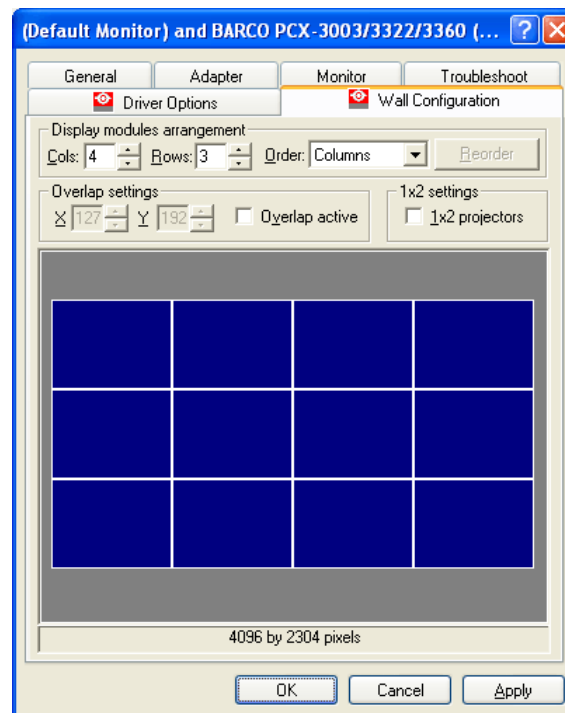 (Default Monitor) and BARCO PCX-3003/3322/3360 (...
General Adapter Monitor Troubleshoot
Driver Options Wall Configuration
Display modules arrangement
Cols: 4 Rows: 3 Order: Columns Reorder
Overlap settings 1x2 settings
X 127 Y 192 Overlap active 1x2 projectors
4096 by 2304 pixels
OK Cancel Apply